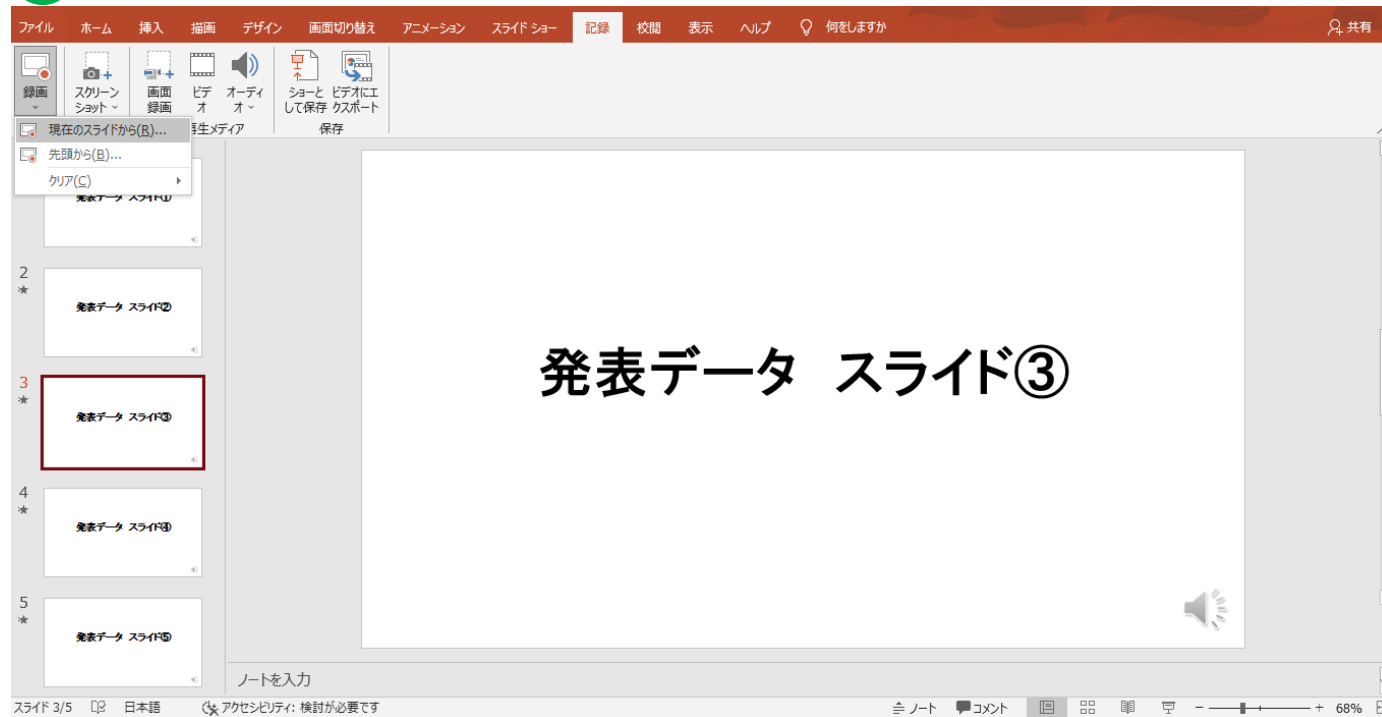 ファイル ホーム 挿入 描画 デザイン 画面切り替え アニメーション スライド ショー 記録 校閲 表示 ヘルプ 何をしますか 共有
録画 スクリーン
ショット 画面
録画 ビデ
オ オーディ
オ ショーと
して保存 ビデオにエ
クスポート
再生メディア 保存
現在のスライドから(R)...
先頭から(B)...
クリア(C)
発表データ スライド①
2
発表データ スライド②
3
発表データ スライド③
4
発表データ スライド④
5
発表データ スライド⑤
発表データ スライド③
ノートを入力
スライド 3/5 日本語 アクセシビリティ: 検討が必要です ノート コメント 68%